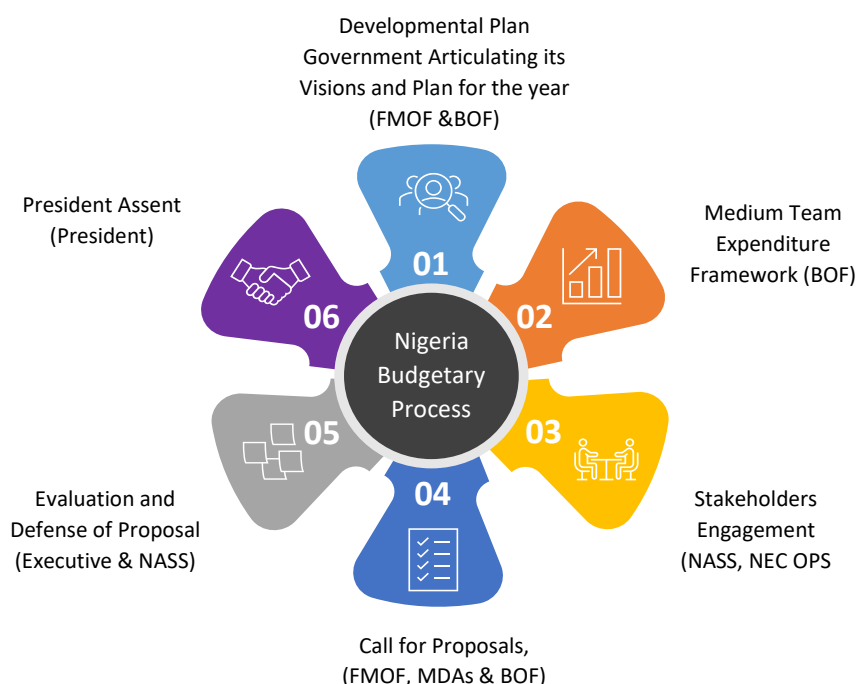 Developmental Plan
Government Articulating its
Visions and Plan for the year
(FMOF &BOF)
01
Medium Team
Expenditure
Framework (BOF)
02
Stakeholders
Engagement
(NASS, NEC OPS
03
Call for Proposals,
(FMOF, MDAs & BOF)
04
Evaluation and
Defense of Proposal
(Executive & NASS)
05
President Assent
(President)
06
Nigeria
Budgetary
Process